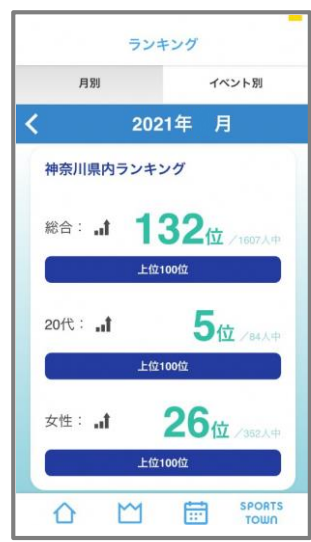 ランキング
月別
イベント別
2021年 月
神奈川県内ランキング
総合： 132位 /1607人中
上位100位
20代： 5位 /84人中
上位100位
女性： 26位 /362人中
上位100位
SPORTS
TOWN